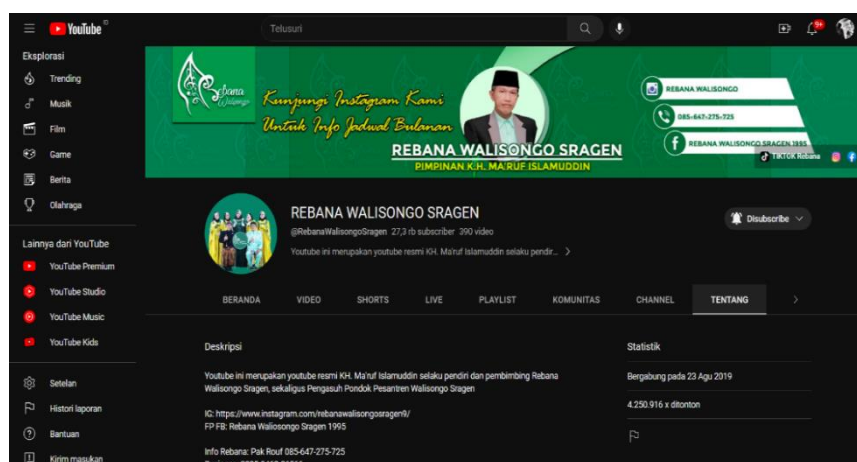 YouTube ID
Telusuri
9+
Eksplorasi
Trending
Musik
Film
Game
Berita
Olahraga
Lainnya dari YouTube
YouTube Premium
YouTube Studio
YouTube Music
YouTube Kids
Setelan
Histori laporan
Bantuan
Kirim masukan
Rebana
Walisongo
Kunjungi Instagram Kami
Untuk Info Jadwal Bulanan
REBANA WALISONGO SRAGEN
PIMPINAN K.H. MA'RUF ISLAMUDDIN
REBANA WALISONGO
085-647-275-725
REBANA WALISONGO SRAGEN 1995
TIKTOK Rebana
REBANA WALISONGO SRAGEN
@RebanaWalisongoSragen 27,3 rb subscriber 390 video
Youtube ini merupakan youtube resmi KH. Ma'ruf Islamuddin selaku pendir...
Disubscribe
BERANDA VIDEO SHORTS LIVE PLAYLIST KOMUNITAS CHANNEL TENTANG
Deskripsi
Youtube ini merupakan youtube resmi KH. Ma'ruf Islamuddin selaku pendiri dan pembimbing Rebana
Walisongo Sragen, sekaligus Pengasuh Pondok Pesantren Walisongo Sragen
IG: https://www.instagram.com/rebanawalisongosragen9/
FP FB: Rebana Waliosongo Sragen 1995
Info Rebana: Pak Rouf 085-647-275-725
Statistik
Bergabung pada 23 Agu 2019
4.250.916 x ditonton